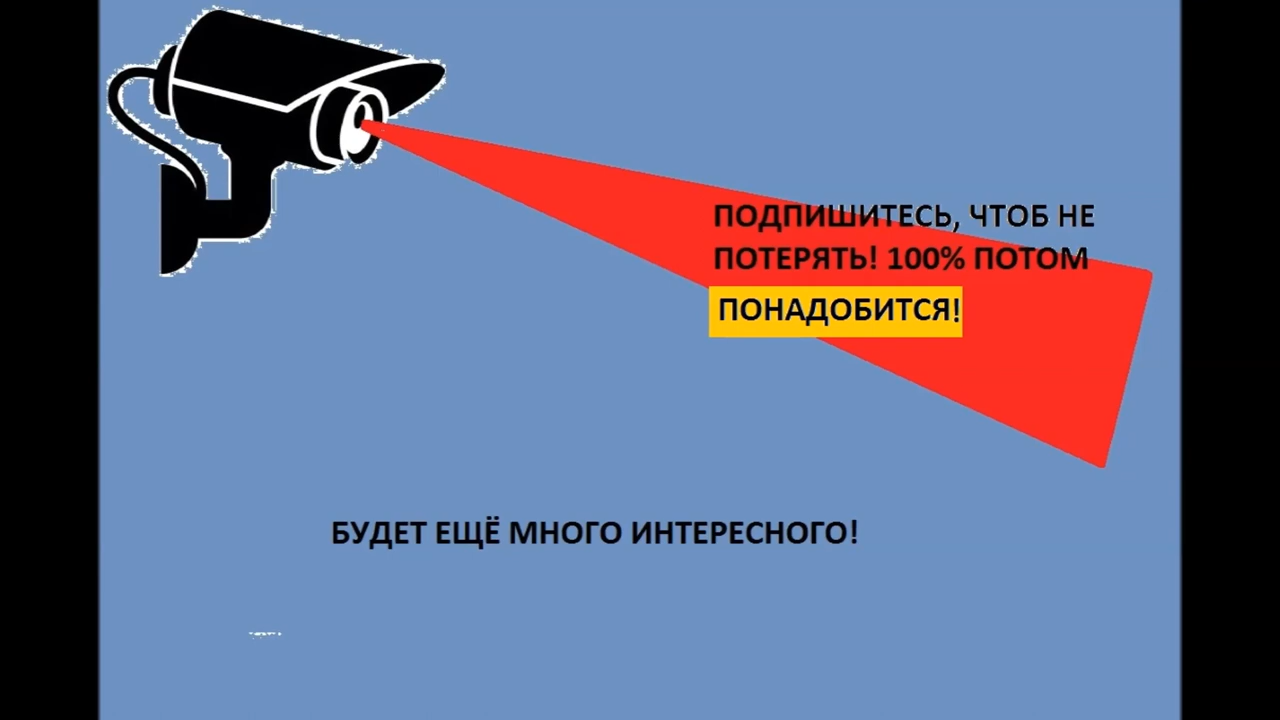 ПОДПИШИТЕСЬ, ЧТОБ НЕ
ПОТЕРЯТЬ! 100% ПОТОМ
ПОНАДОБИТСЯ!
БУДЕТ ЕЩЁ МНОГО ИНТЕРЕСНОГО!